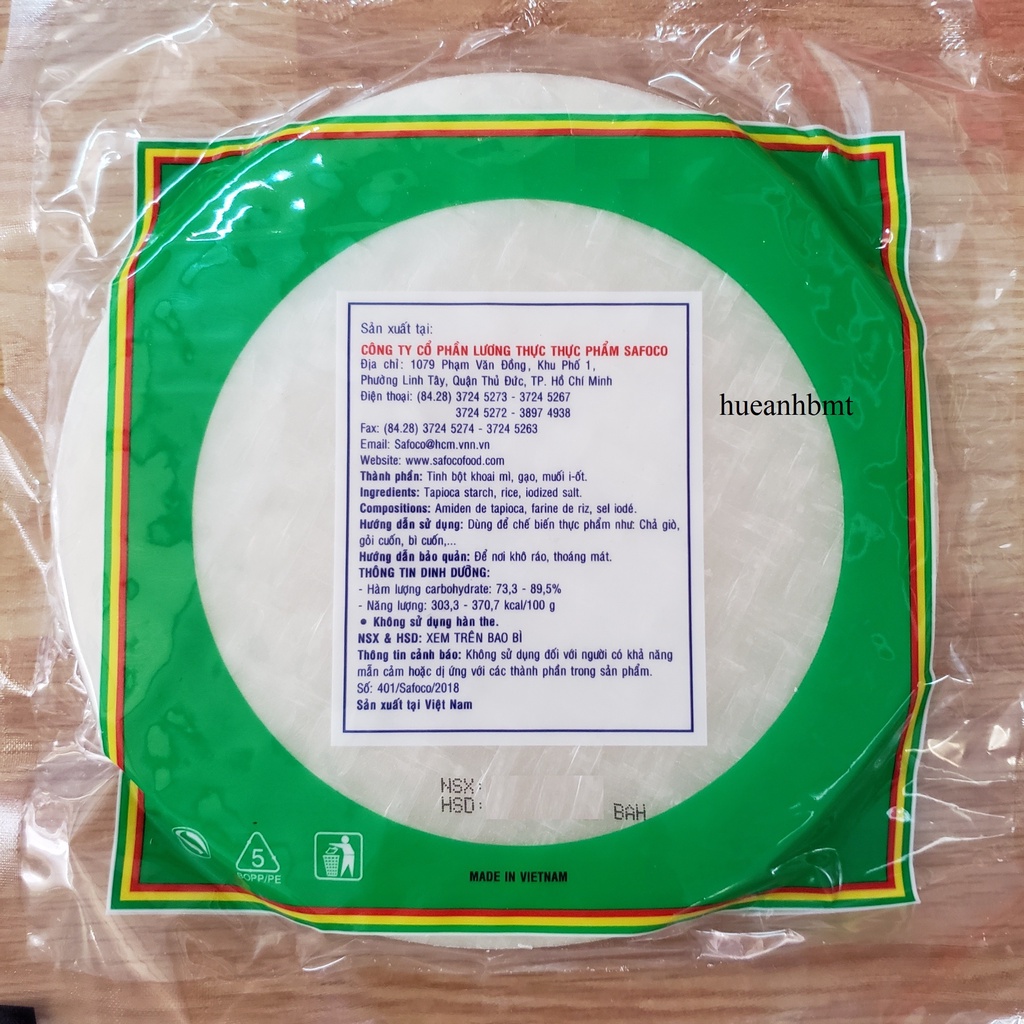 Sản xuất tại:
CÔNG TY CỔ PHẦN LƯƠNG THỰC THỰC PHẨM SAFOCO
Địa chỉ: 1079 Phạm Văn Đồng, Khu Phố 1,
Phường Linh Tây, Quận Thủ Đức, TP. Hồ Chí Minh
Điện thoại: (84.28) 3724 5273 - 3724 5267
3724 5272 - 3897 4938
Fax: (84.28) 3724 5274 - 3724 5263
Email: Safoco@hcm.vnn.vn
Website: www.safocofood.com
Thành phần: Tinh bột khoai mì, gạo, muối i-ốt.
Ingredients: Tapioca starch, rice, iodized salt.
Compositions: Amiden de tapioca, farine de riz, sel iodé.
Hướng dẫn sử dụng: Dùng để chế biến thực phẩm như: Chả giò,
gỏi cuốn, bì cuốn,...
Hướng dẫn bảo quản: Để nơi khô ráo, thoáng mát.
THÔNG TIN DINH DƯỠNG:
- Hàm lượng carbohydrate: 73,3 - 89,5%
- Năng lượng: 303,3 - 370,7 kcal/100 g
• Không sử dụng hàn the.
NSX & HSD: XEM TRÊN BAO BÌ
Thông tin cảnh báo: Không sử dụng đối với người có khả năng
mẫn cảm hoặc dị ứng với các thành phần trong sản phẩm.
Số: 401/Safoco/2018
Sản xuất tại Việt Nam
hueanhbmt
NSX:
HSD: BAH
5
BOPP/PE
MADE IN VIETNAM